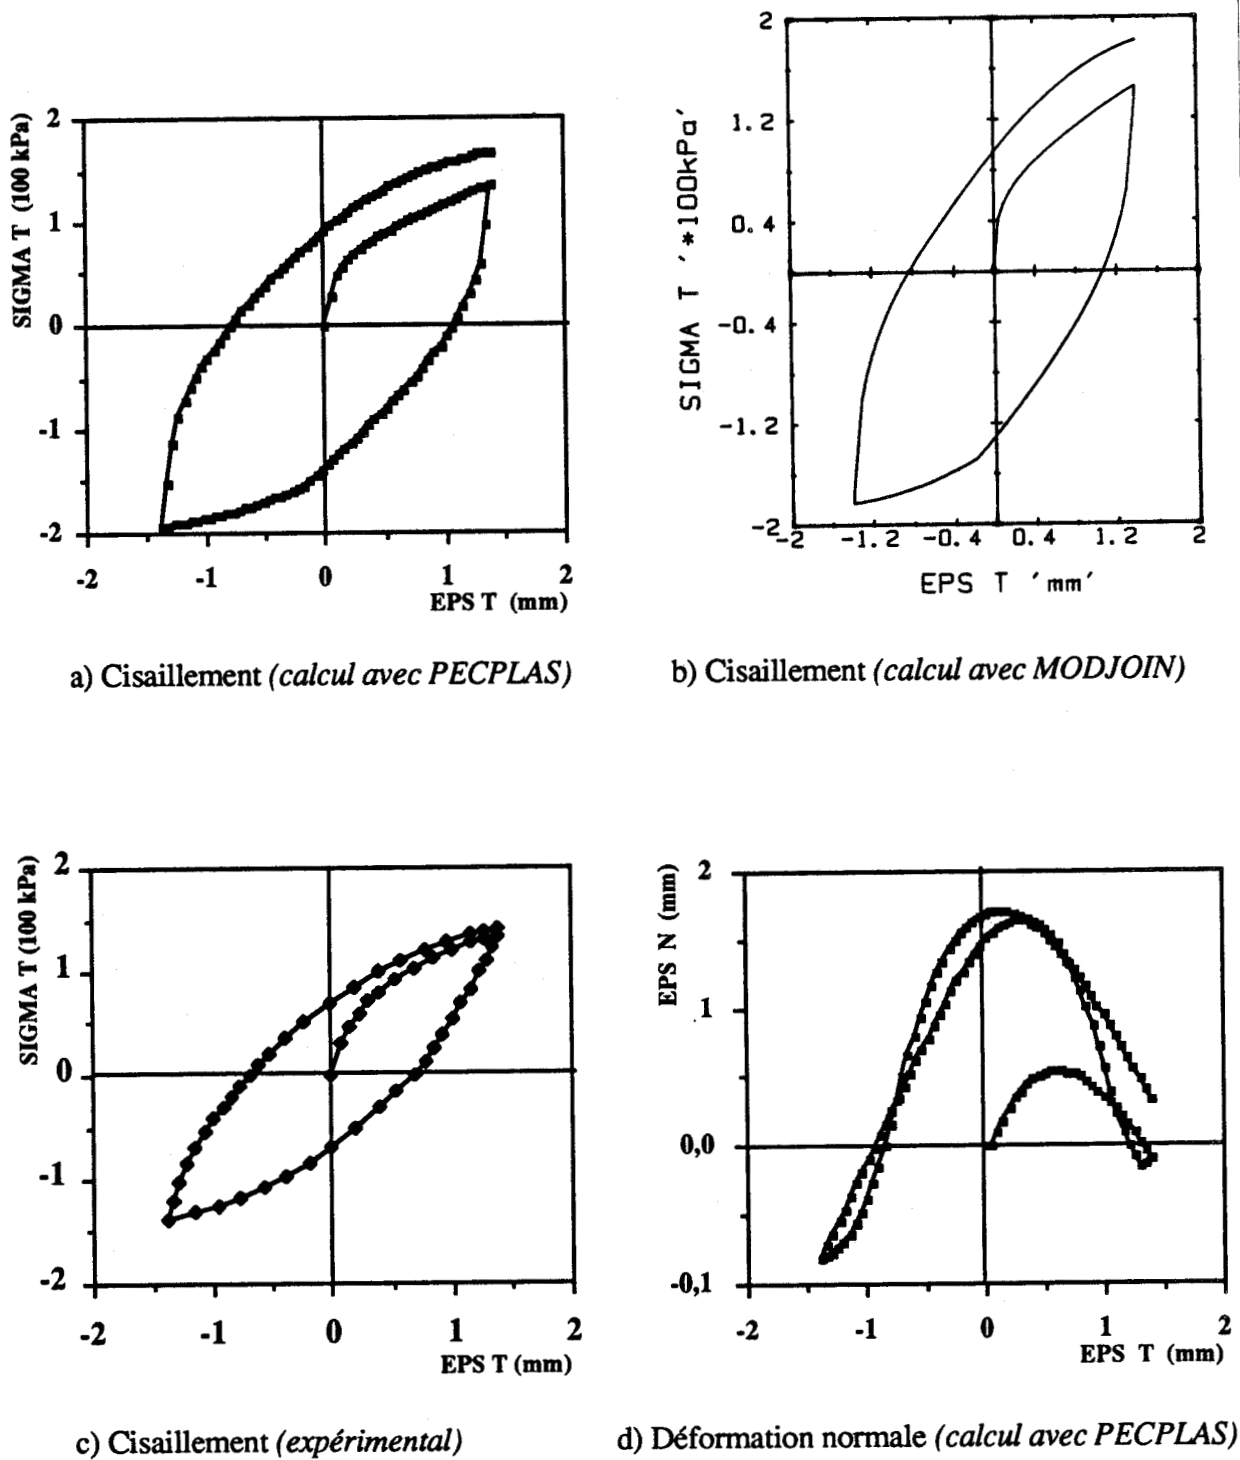 2
1
0
-1
-2
SIGMA T (100 kPa)
-2 -1 0 1 2
EPS T (mm)
a) Cisaillement (calcul avec PECPLAS)
2
1.2
0.4
-0.4
-1.2
-2
SIGMA T '*100kPa'
-2 -1.2 -0.4 0.4 1.2 2
EPS T 'mm'
b) Cisaillement (calcul avec MODJOIN)
2
1
0
-1
-2
SIGMA T (100 kPa)
-2 -1 0 1 2
EPS T (mm)
c) Cisaillement (expérimental)
2
1
0,0
-0,1
EPS N (mm)
-2 -1 0 1 2
EPS T (mm)
d) Déformation normale (calcul avec PECPLAS)